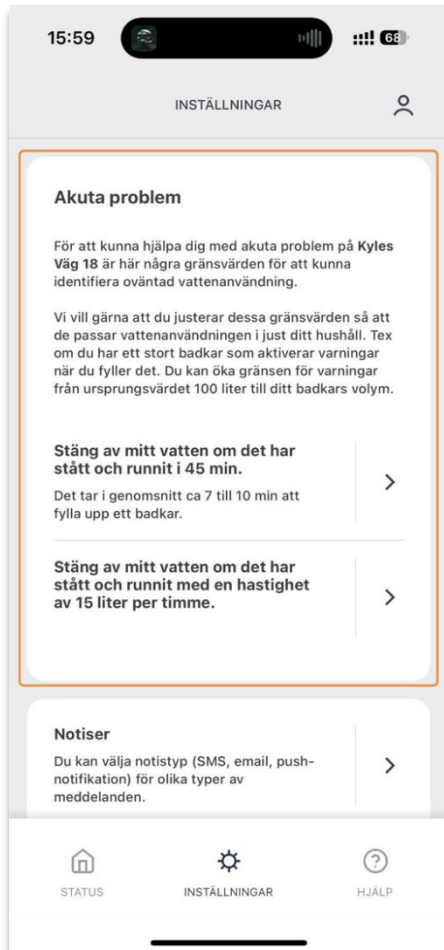 15:59
68
INSTÄLLNINGAR
Akuta problem
För att kunna hjälpa dig med akuta problem på Kyles
Väg 18 är här några gränsvärden för att kunna
identifiera oväntad vattenanvändning.
Vi vill gärna att du justerar dessa gränsvärden så att
de passar vattenanvändningen i just ditt hushåll. Tex
om du har ett stort badkar som aktiverar varningar
när du fyller det. Du kan öka gränsen för varningar
från ursprungsvärdet 100 liter till ditt badkars volym.
Stäng av mitt vatten om det har
stått och runnit i 45 min.
Det tar i genomsnitt ca 7 till 10 min att
fylla upp ett badkar.
Stäng av mitt vatten om det har
stått och runnit med en hastighet
av 15 liter per timme.
Notiser
Du kan välja notistyp (SMS, email, push-
notifikation) för olika typer av
meddelanden.
STATUS
INSTÄLLNINGAR
HJÄLP